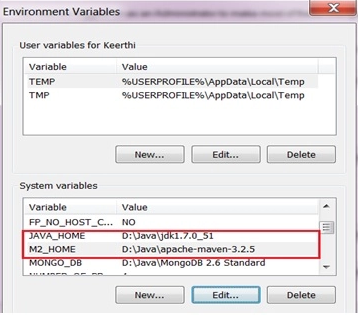 Environment Variables
User variables for Keerthi
Variable Value
TEMP %USERPROFILE%\AppData\Local\Temp
TMP %USERPROFILE%\AppData\Local\Temp
New... Edit... Delete
System variables
Variable Value
FP_NO_HOST_C... NO
JAVA_HOME D:\Java\jdk1.7.0_51
M2_HOME D:\Java\apache-maven-3.2.5
MONGO_DB D:\Java\MongoDB 2.6 Standard
New... Edit... Delete